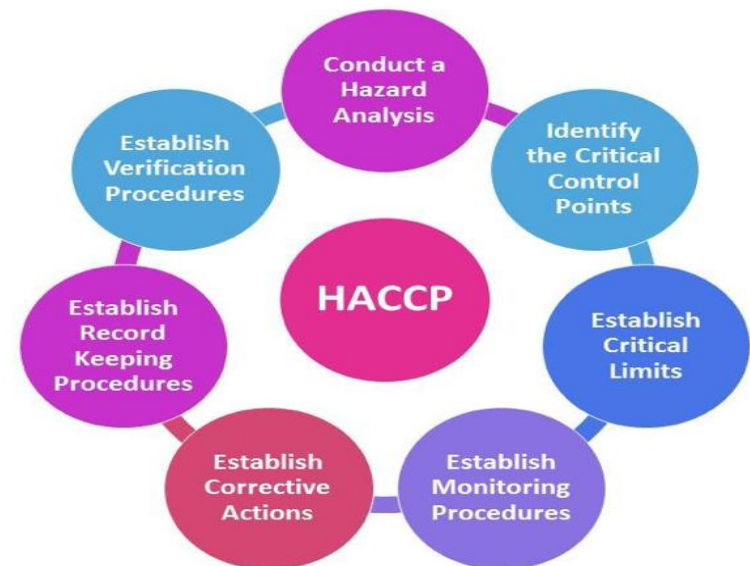 Conduct a
Hazard
Analysis
Identify
the Critical
Control
Points
Establish
Critical
Limits
Establish
Monitoring
Procedures
Establish
Corrective
Actions
Establish
Record
Keeping
Procedures
Establish
Verification
Procedures
HACCP